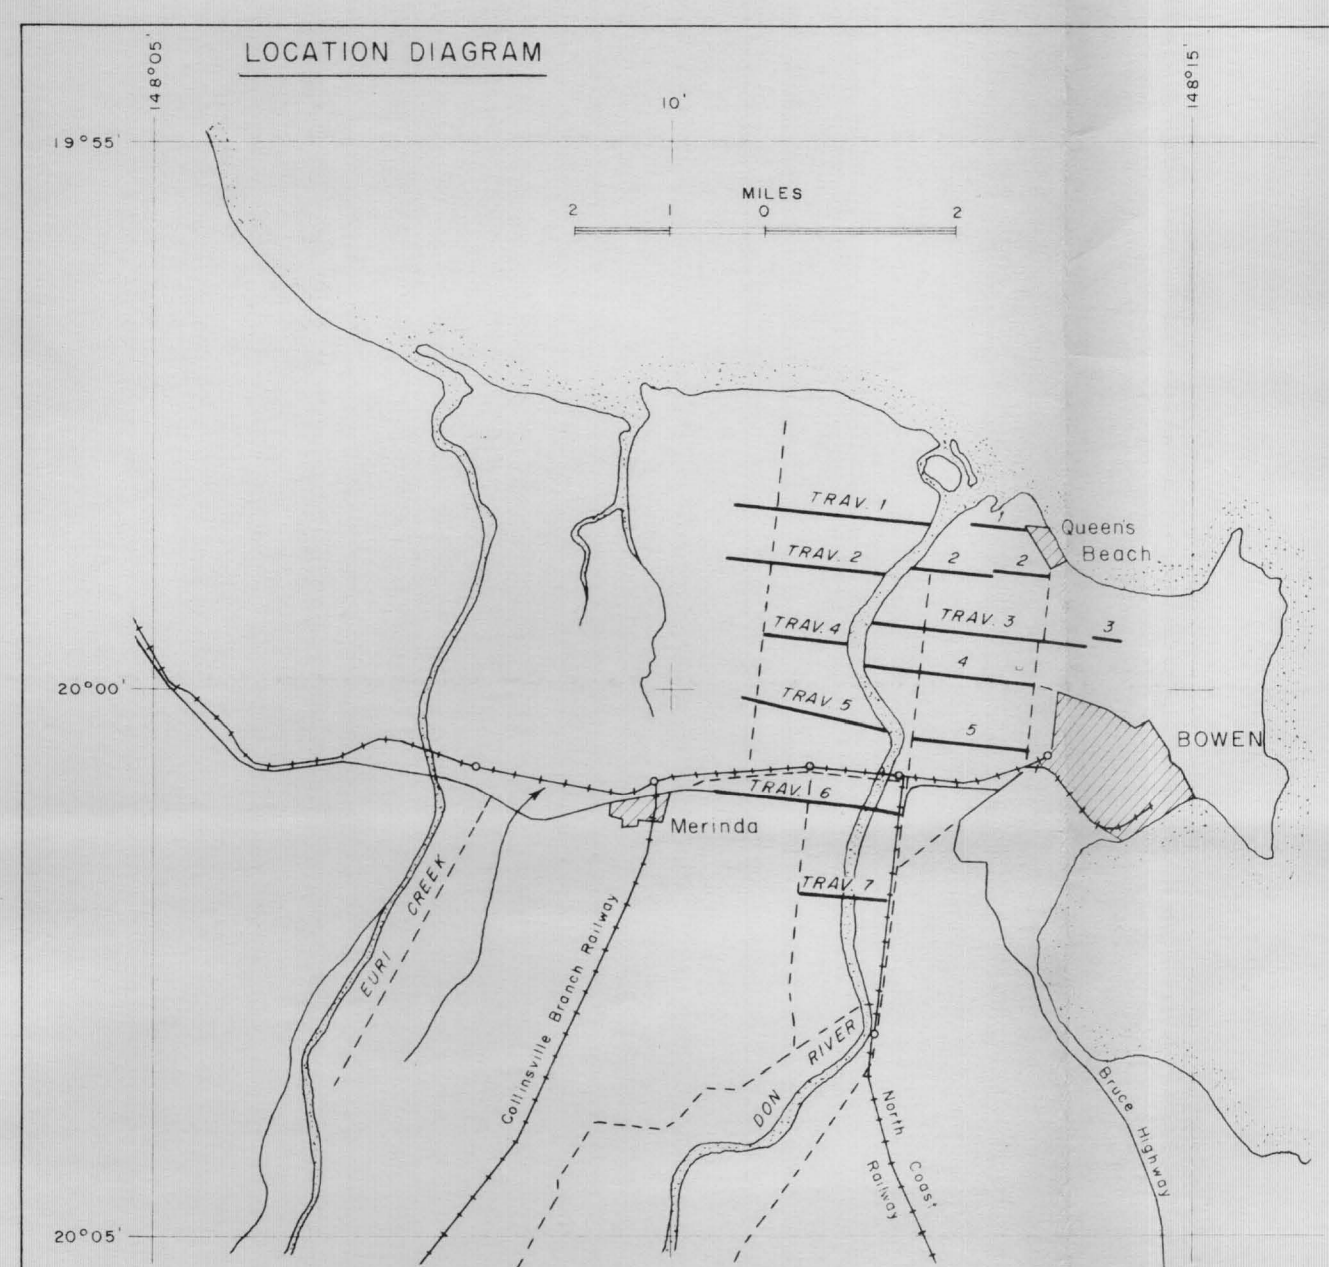 LOCATION DIAGRAM
148°05'
10'
148°15'
19°55'
MILES
2 1 0 2
TRAV. 1
1
Queen's
Beach
TRAV. 2
2
2
TRAV. 3
3
TRAV. 4
4
20°00'
TRAV. 5
5
BOWEN
TRAV. 6
Merinda
TRAV. 7
EURI CREEK
Collinsville Branch Railway
DON RIVER
North Coast
Railway
Bruce Highway
20°05'